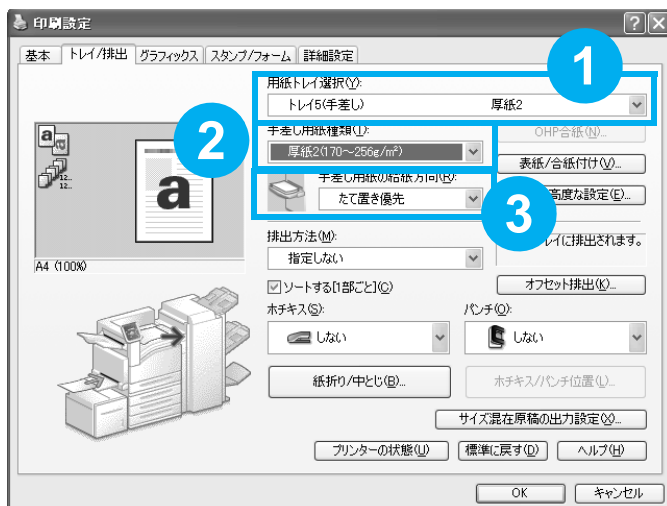 印刷設定
基本 トレイ/排出 グラフィックス スタンプ/フォーム 詳細設定
1
用紙トレイ選択(Y):
トレイ5(手差し) 厚紙2
2
手差し用紙種類(T):
厚紙2(170～256g/m²)
OHP合紙(N)...
表紙/合紙付け(V)...
手差し用紙の給紙方向(R):
たて置き優先
高度な設定(E)...
3
a
12...
12...
a
A4 (100%)
排出方法(M):
指定しない
レイに排出されます。
ソートする[1部ごと](C)
オフセット排出(K)...
ホチキス(S):
しない
パンチ(O):
しない
紙折り/中とじ(B)...
ホチキス/パンチ位置(L)...
サイズ混在原稿の出力設定(X)...
プリンターの状態(U) 標準に戻す(D) ヘルプ(H)
OK キャンセル